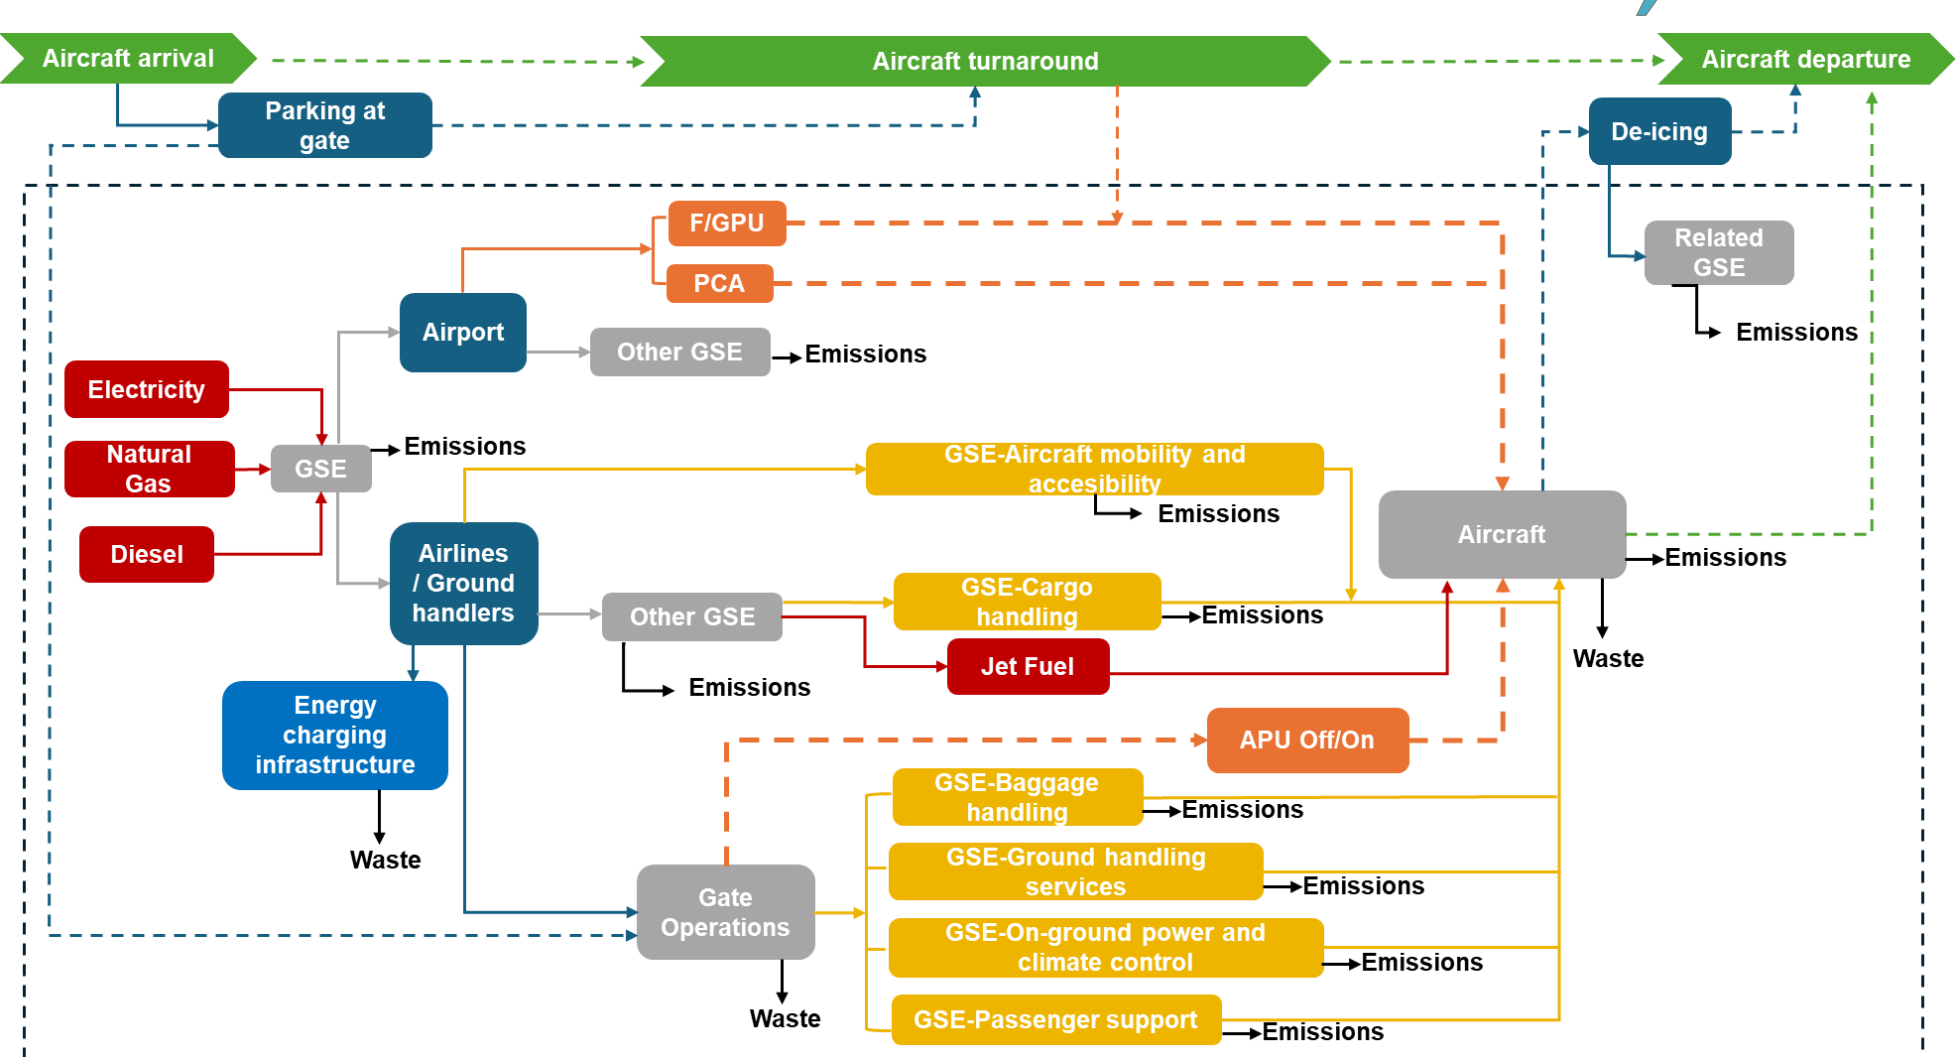 Aircraft arrival
Aircraft turnaround
Aircraft departure
Parking at
gate
De-icing
F/GPU
Related
GSE
PCA
Airport
Other GSE
Emissions
Emissions
Electricity
Emissions
Natural
Gas
GSE
GSE-Aircraft mobility and
accesibility
Emissions
Diesel
Airlines
/ Ground
handlers
Aircraft
Emissions
GSE-Cargo
handling
Emissions
Other GSE
Jet Fuel
Waste
Emissions
Energy
charging
infrastructure
APU Off/On
GSE-Baggage
handling
Emissions
Waste
GSE-Ground handling
services
Emissions
Gate
Operations
GSE-On-ground power and
climate control
Emissions
Waste
GSE-Passenger support
Emissions